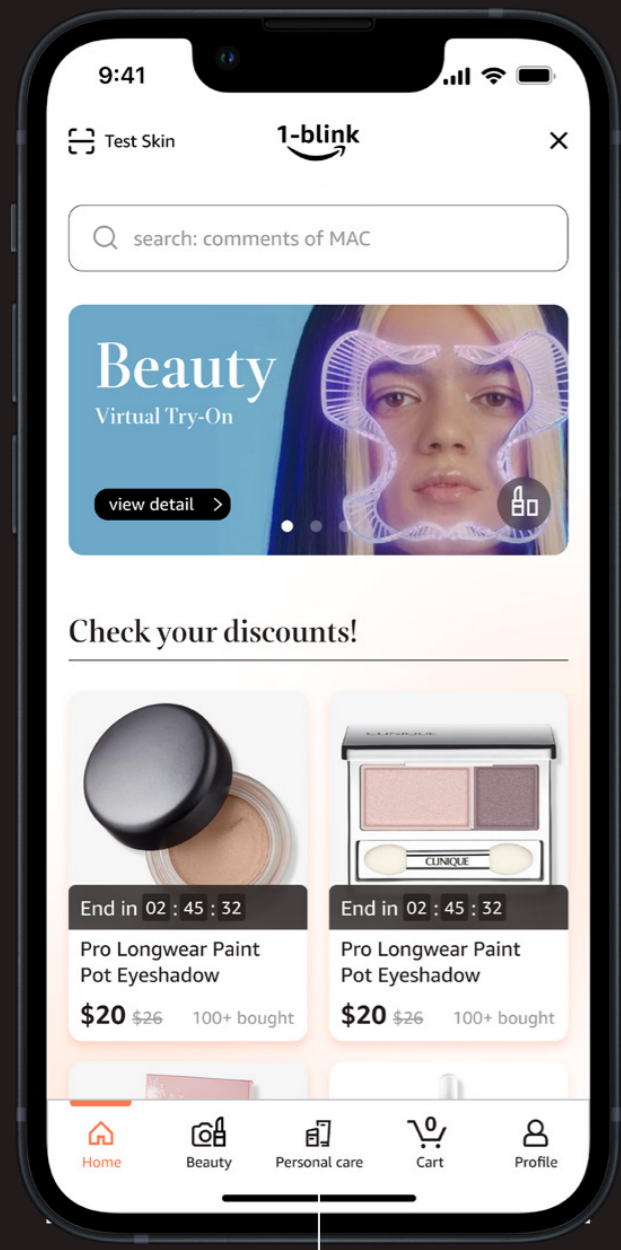 9:41
Test Skin
1-blink
search: comments of MAC
Beauty
Virtual Try-On
view detail
Check your discounts!
CLINIQUE
CLINIQUE
End in 02 : 45 : 32
End in 02 : 45 : 32
Pro Longwear Paint
Pot Eyeshadow
$20 $26 100+ bought
Pro Longwear Paint
Pot Eyeshadow
$20 $26 100+ bought
0
Home
Beauty
Personal care
Cart
Profile